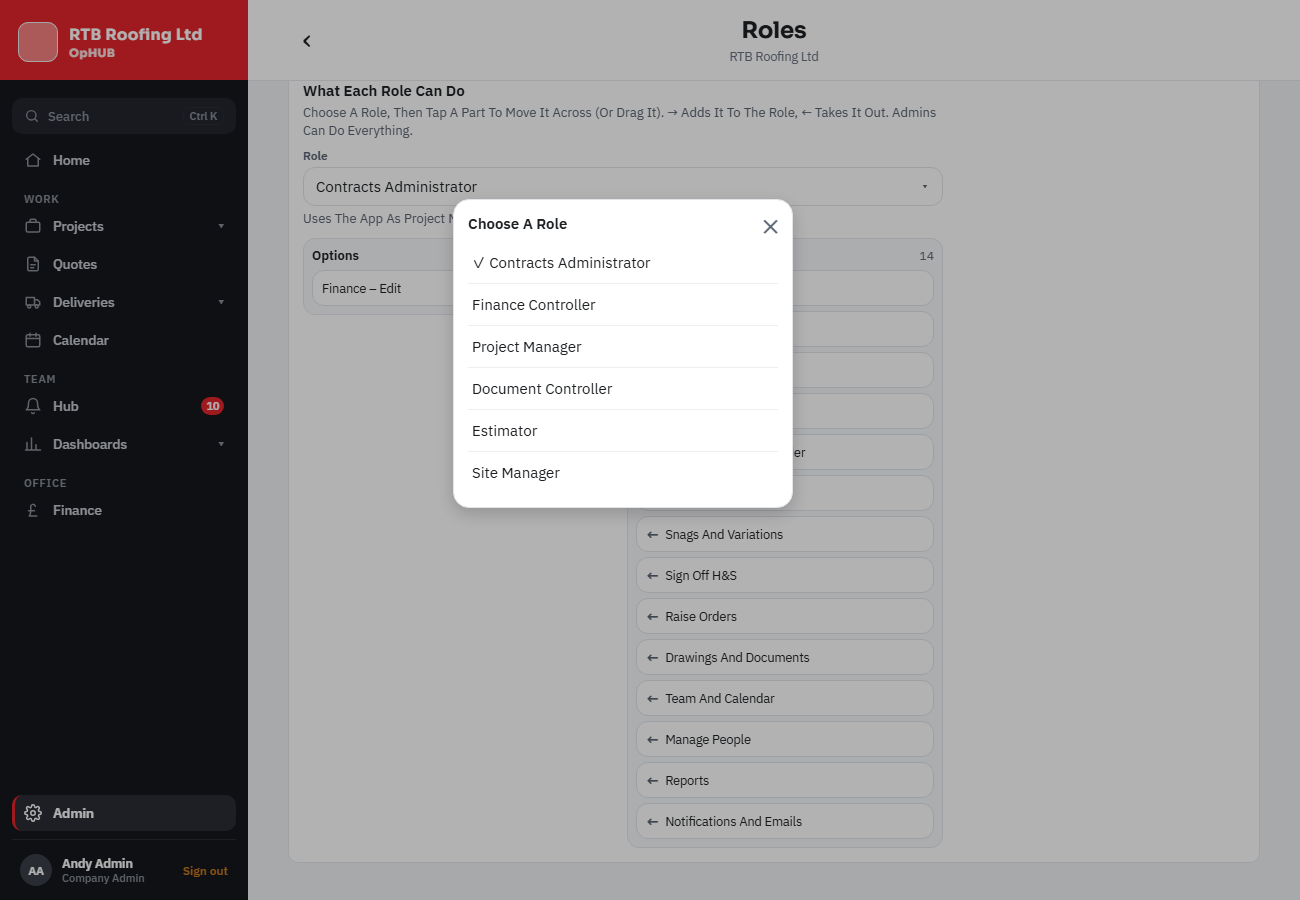 RTB Roofing Ltd
OpHUB
Search
Ctrl K
Home
WORK
Projects
Quotes
Deliveries
Calendar
TEAM
Hub
10
Dashboards
OFFICE
Finance
Admin
AA
Andy Admin
Company Admin
Sign out
Roles
RTB Roofing Ltd
What Each Role Can Do
Choose A Role, Then Tap A Part To Move It Across (Or Drag It). → Adds It To The Role, ← Takes It Out. Admins
Can Do Everything.
Role
Contracts Administrator
Uses The App As Project
Options
Finance – Edit
14
Choose A Role
✓ Contracts Administrator
Finance Controller
Project Manager
Document Controller
Estimator
Site Manager
← Snags And Variations
← Sign Off H&S
← Raise Orders
← Drawings And Documents
← Team And Calendar
← Manage People
← Reports
← Notifications And Emails